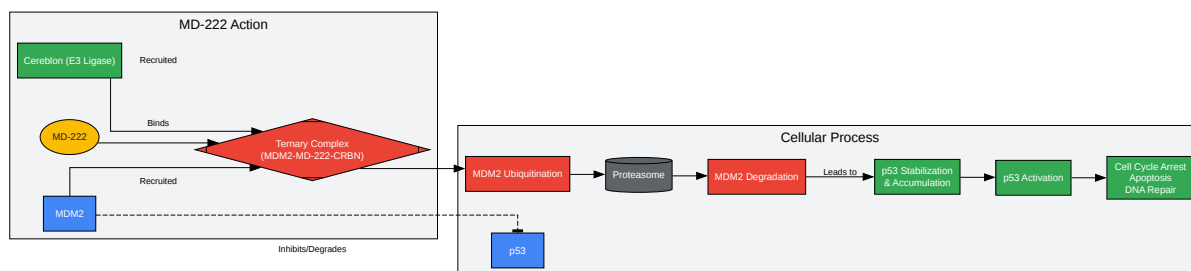 MD-222 Action
Cerebron (E3 Ligase)
Recruited
Binds
MD-222
Ternary Complex
(MDM2-MD-222-CRBN)
Recruited
MDM2
Inhibits/Degrades
Cellular Process
MDM2 Ubiquitination
Proteasome
MDM2 Degradation
Leads to
p53 Stabilization
& Accumulation
p53 Activation
Cell Cycle Arrest
Apoptosis
DNA Repair
p53